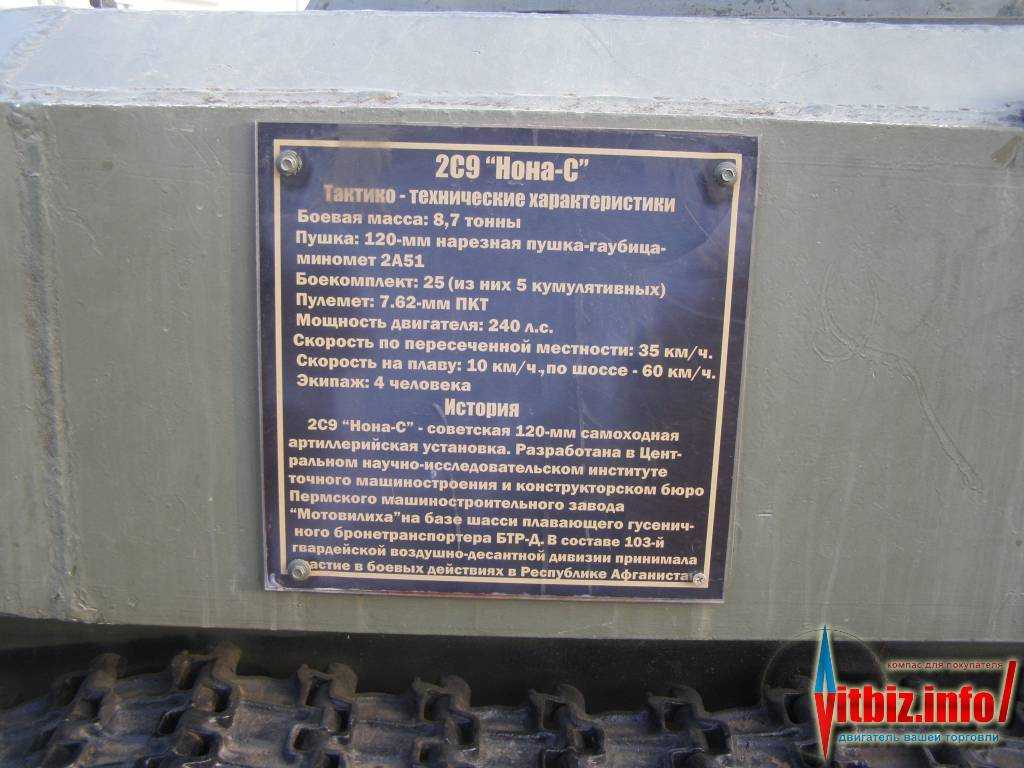 2С9 “Нона-С”
Тактико - технические характеристики
Боевая масса: 8,7 тонны
Пушка: 120-мм нарезная пушка-гаубица-
миномет 2А51
Боекомплект: 25 (из них 5 кумулятивных)
Пулемет: 7.62-мм ПКТ
Мощность двигателя: 240 л.с.
Скорость по пересеченной местности: 35 км/ч.
Скорость на плаву: 10 км/ч.,по шоссе - 60 км/ч.
Экипаж: 4 человека
История
2С9 “Нона-С” - советская 120-мм самоходная
артиллерийская установка. Разработана в Цент-
ральном научно-исследовательском институте
точного машиностроения и конструкторском бюро
Пермского машиностроительного завода
“Мотовилиха”на базе шасси плавающего гусенич-
ного бронетранспортера БТР-Д. В составе 103-й
гвардейской воздушно-десантной дивизии принимала
астие в боевых действиях в Республике Афганиста
компас для покупателя
vitbiz.info!
двигатель вашей торговли